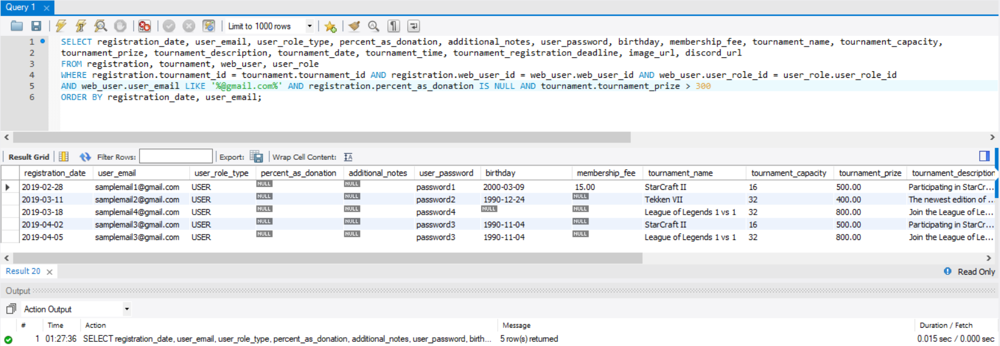 Query 1
Limit to 1000 rows
1 SELECT registration_date, user_email, user_role_type, percent_as_donation, additional_notes, user_password, birthday, membership_fee, tournament_name, tournament_capacity,
2 tournament_prize, tournament_description, tournament_date, tournament_time, tournament_registration_deadline, image_url, discord_url
3 FROM registration, tournament, web_user, user_role
4 WHERE registration.tournament_id = tournament.tournament_id AND registration.web_user_id = web_user.web_user_id AND web_user.user_role_id = user_role.user_role_id
5 AND web_user.user_email LIKE '%@gmail.com%' AND registration.percent_as_donation IS NULL AND tournament.tournament_prize > 300
6 ORDER BY registration_date, user_email;
Result Grid Filter Rows: Export: Wrap Cell Content: IA
registration_date user_email user_role_type percent_as_donation additional_notes user_password birthday membership_fee tournament_name tournament_capacity tournament_prize tournament_description
2019-02-28 samplemail1@gmail.com USER NULL NULL password1 2000-03-09 15.00 StarCraft II 16 500.00 Participating in StarCr...
2019-03-11 samplemail2@gmail.com USER NULL NULL password2 1990-12-24 NULL Tekken VII 32 400.00 The newest edition of ...
2019-03-18 samplemail4@gmail.com USER NULL NULL password4 NULL NULL League of Legends 1 vs 1 32 800.00 Join the League of Le...
2019-04-02 samplemail3@gmail.com USER NULL NULL password3 1990-11-04 NULL StarCraft II 16 500.00 Participating in StarCr...
2019-04-05 samplemail3@gmail.com USER NULL NULL password3 1990-11-04 NULL League of Legends 1 vs 1 32 800.00 Join the League of Le...
Result 20 Read Only
Output
Action Output
# Time Action Message Duration / Fetch
1 01:27:36 SELECT registration_date, user_email, user_role_type, percent_as_donation, additional_notes, user_password, birth... 5 row(s) returned 0.015 sec / 0.000 sec